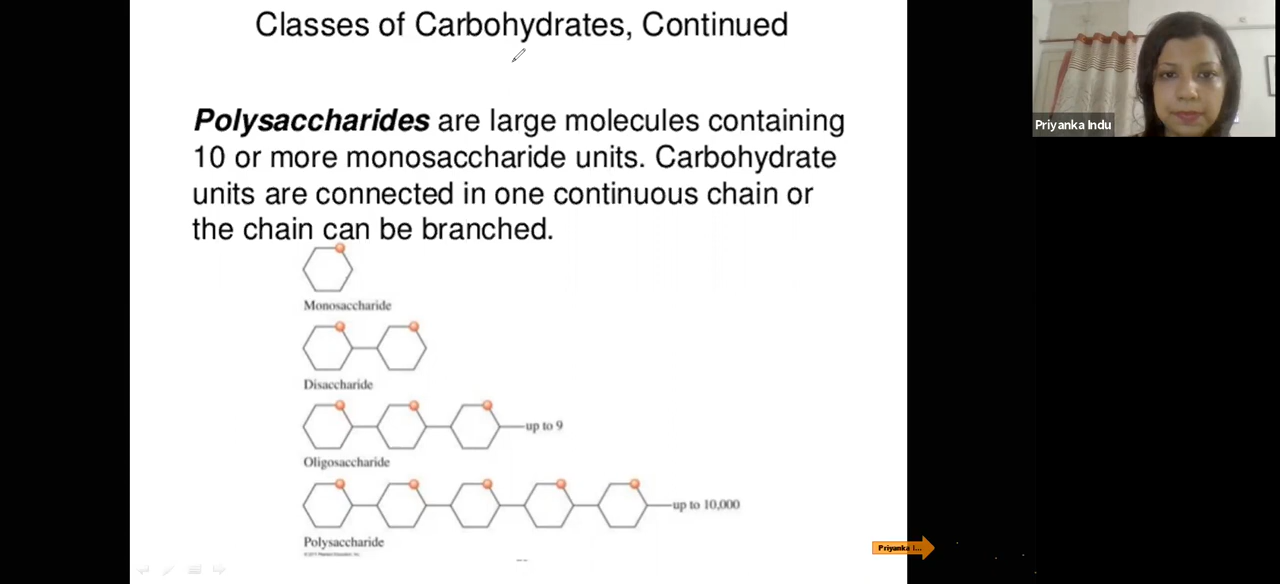 Classes of Carbohydrates, Continued
Polysaccharides are large molecules containing
10 or more monosaccharide units. Carbohydrate
units are connected in one continuous chain or
the chain can be branched.
Monosaccharide
Disaccharide
up to 9
Oligosaccharide
up to 10,000
Polysaccharide
Priyanka Indu
Priyanka I...